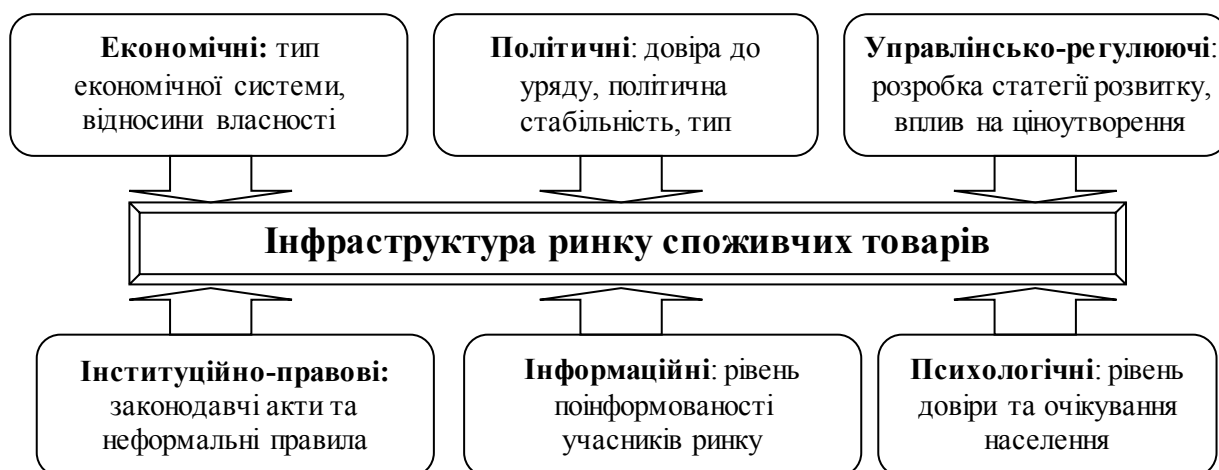 Економічні: тип
економічної системи,
відносини власності
Політичні: довіра до
уряду, політична
стабільність, тип
Управлінсько-регулюючі:
розробка статегії розвитку,
вплив на ціноутворення
Інфраструктура ринку споживчих товарів
Інституційно-правові:
законодавчі акти та
неформальні правила
Інформаційні: рівень
поінформованості
учасників ринку
Психологічні: рівень
довіри та очікування
населення